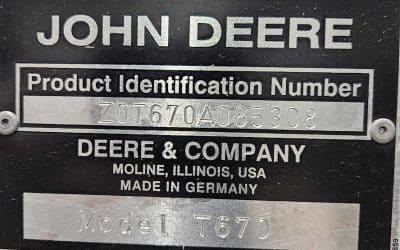 JOHN DEERE
Product Identification Number
Z0T670A085308
DEERE & COMPANY
MOLINE, ILLINOIS, USA
MADE IN GERMANY
Model T670